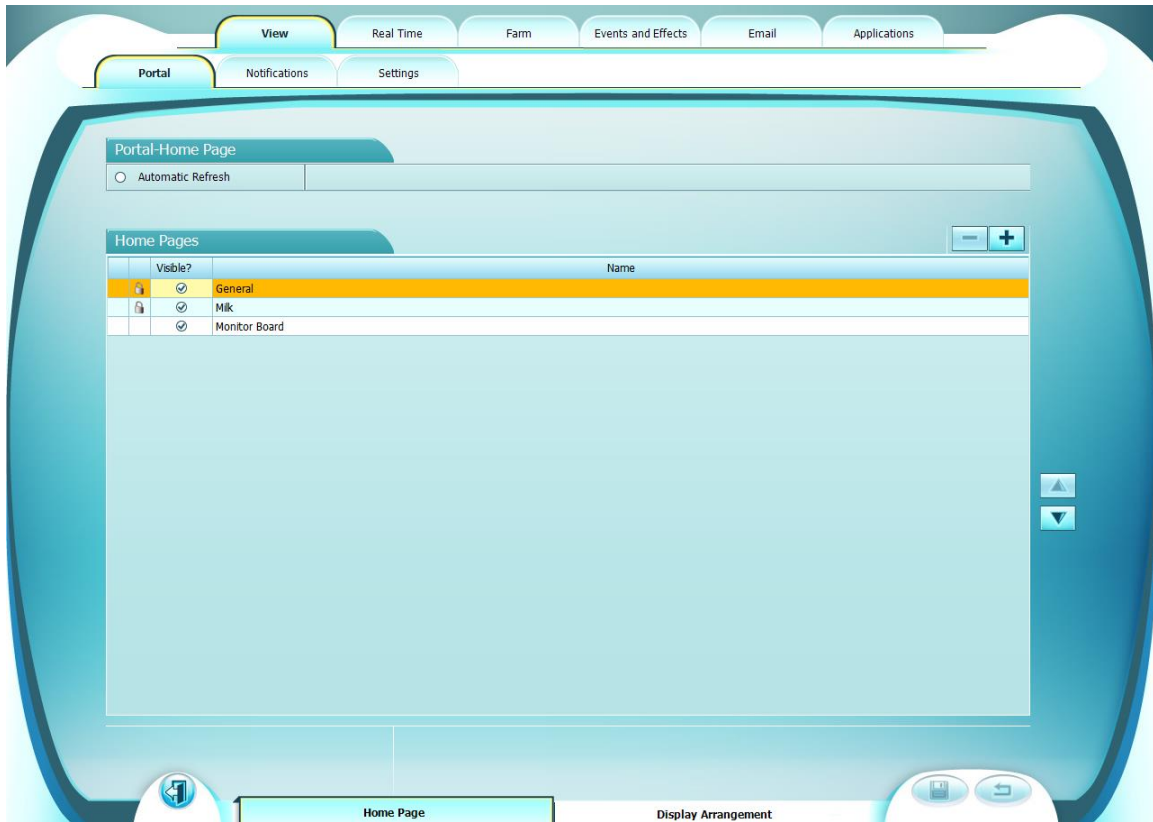 View Real Time Farm Events and Effects Email Applications
Portal Notifications Settings
Portal-Home Page
Automatic Refresh
Home Pages
Visible? Name
General
Milk
Monitor Board
Home Page Display Arrangement